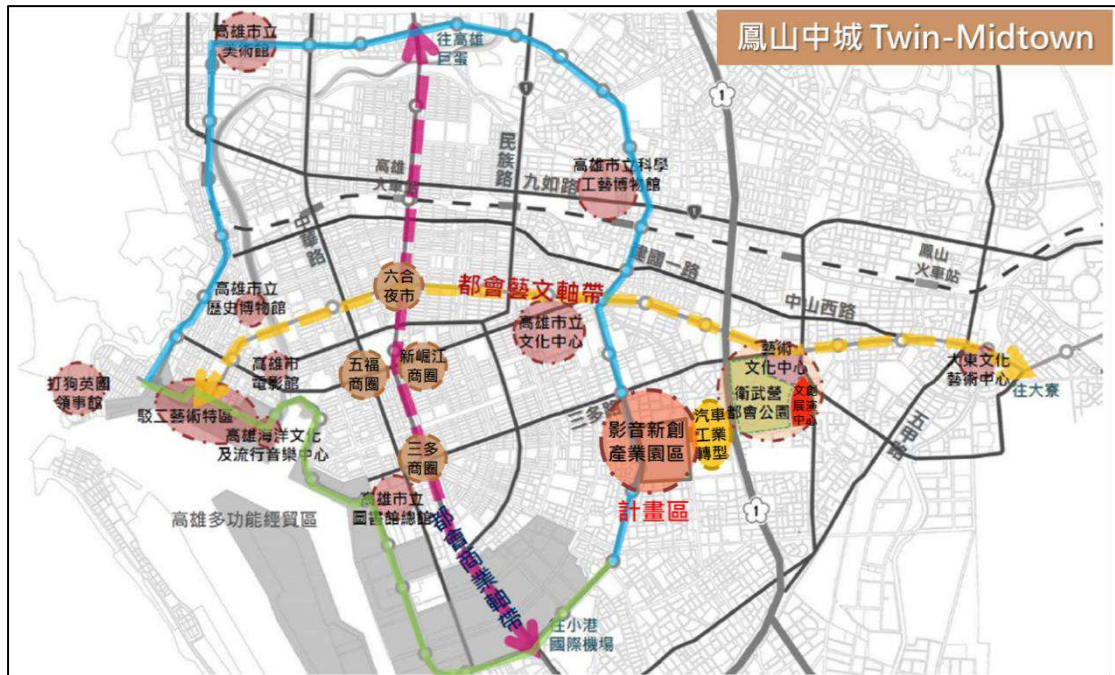 鳳山中城 Twin-Midtown
高雄市立
美術館
往高雄
巨蛋
1
1
民族路
高雄市立科學
工藝博物館
九如路
高雄
火車站
1
中華路
建國一路
鳳山
火車站
六合
夜市
都會藝文軸帶
中山西路
高雄市立
歷史博物館
高雄市立
文化中心
高雄市
電影館
五福
商圈
新崛江
商圈
藝術
文化中心
大東文化
藝術中心
往大寮
打狗英國
領事館
駁二藝術特區
衛武營
都會公園
文創
展演
中心
三多路
影音新創
產業園區
汽車
工業
轉型
五甲路
高雄海洋文化
及流行音樂中心
三多
商圈
計畫區
高雄市立
圖書館總館
高雄多功能經貿區
都會商業軸帶
1
往小港
國際機場